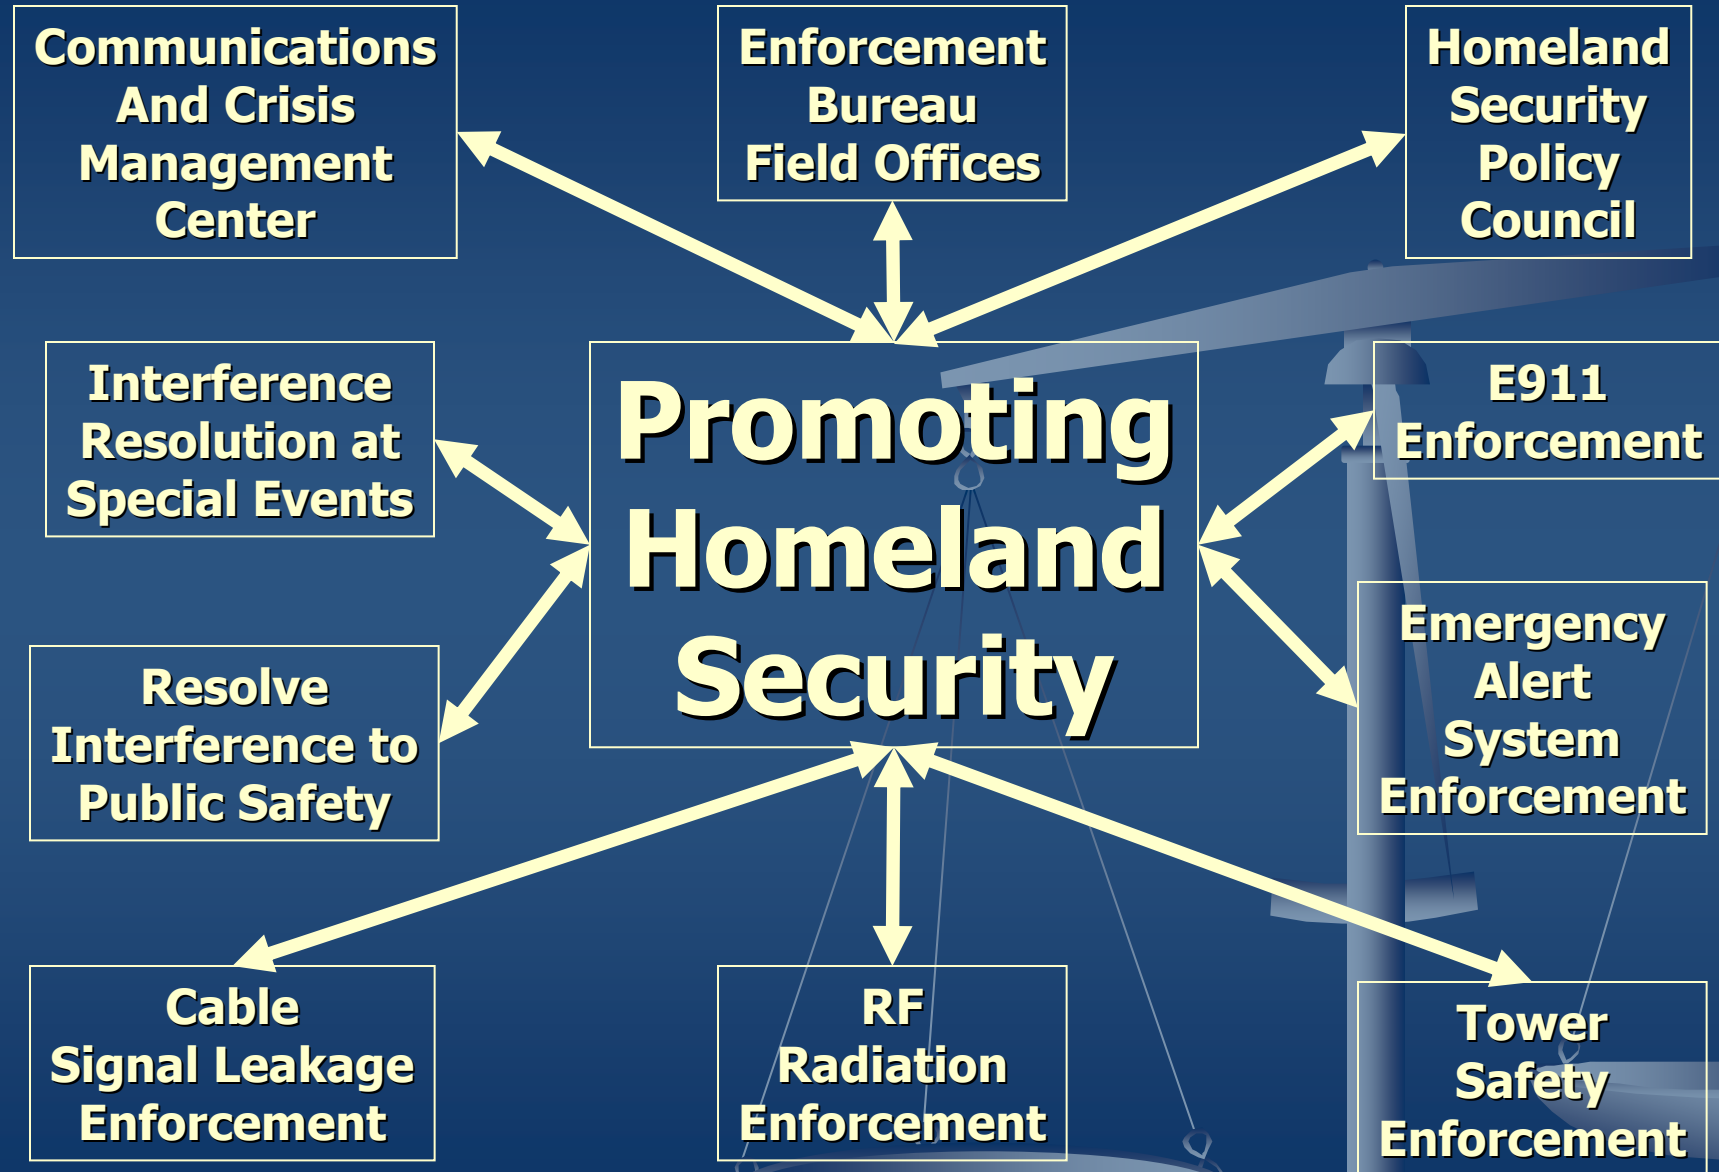 Communications
And Crisis
Management
Center
Enforcement
Bureau
Field Offices
Homeland
Security
Policy
Council
Interference
Resolution at
Special Events
Promoting
Homeland
Security
E911
Enforcement
Resolve
Interference to
Public Safety
Emergency
Alert
System
Enforcement
Cable
Signal Leakage
Enforcement
RF
Radiation
Enforcement
Tower
Safety
Enforcement